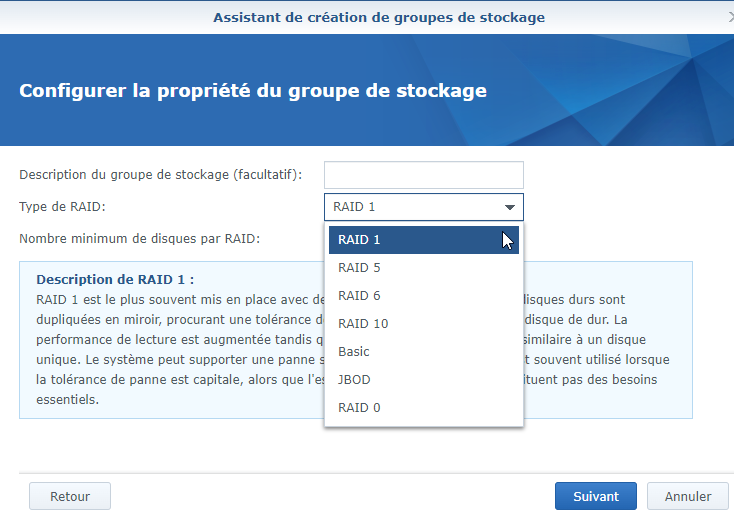 Assistant de création de groupes de stockage
Configurer la propriété du groupe de stockage
Description du groupe de stockage (facultatif):
Type de RAID:
RAID 1
Nombre minimum de disques par RAID:
RAID 1
RAID 5
RAID 6
RAID 10
Basic
JBOD
RAID 0
Description de RAID 1 :
RAID 1 est le plus souvent mis en place avec disques durs sont
dupliquées en miroir, procurant une tolérance disque de dur. La
performance de lecture est augmentée tandis similaire à un disque
unique. Le système peut supporter une panne souvent utilisé lorsque
la tolérance de panne est capitale, alors que pas des besoins
essentiels.
Retour
Suivant
Annuler